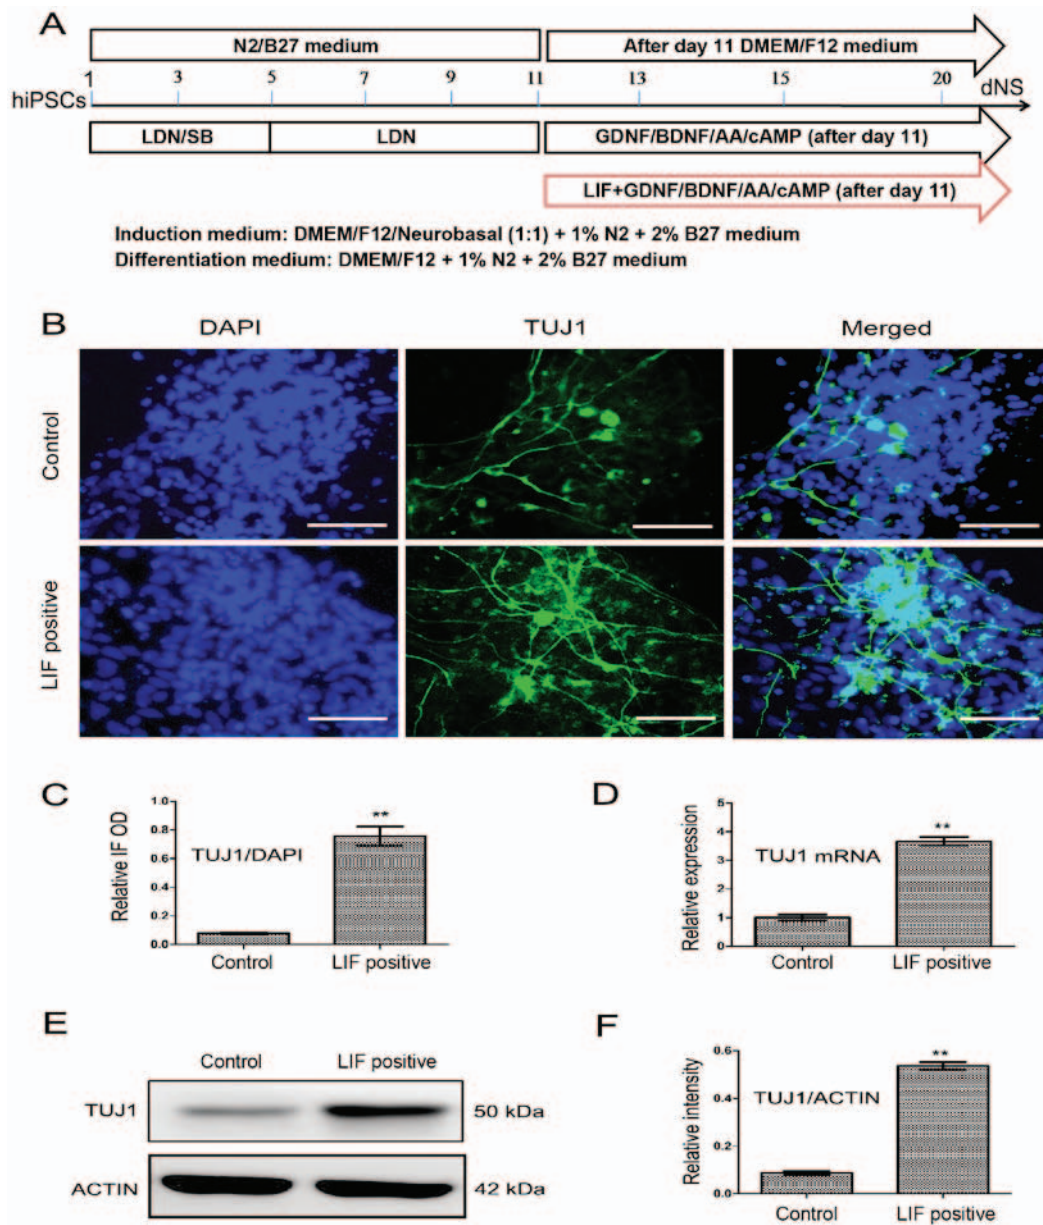 A
N2/B27 medium
After day 11 DMEM/F12 medium
1 3 5 7 9 11 13 15 20 dNS
hiPSCs
LDN/SB
LDN
GDNF/BDNF/AA/cAMP (after day 11)
LIF+GDNF/BDNF/AA/cAMP (after day 11)
Induction medium: DMEM/F12/Neurobasal (1:1) + 1% N2 + 2% B27 medium
Differentiation medium: DMEM/F12 + 1% N2 + 2% B27 medium
B
DAPI
TUJ1
Merged
Control
LIF positive
C
Relative IF OD
1.0
0.8
0.6
0.4
0.2
0.0
TUJ1/DAPI
**
Control
LIF positive
D
Relative expression
5
4
3
2
1
0
TUJ1 mRNA
**
Control
LIF positive
E
Control
LIF positive
TUJ1
50 kDa
ACTIN
42 kDa
F
Relative intensity
0.6
0.4
0.2
0.0
TUJ1/ACTIN
**
Control
LIF positive